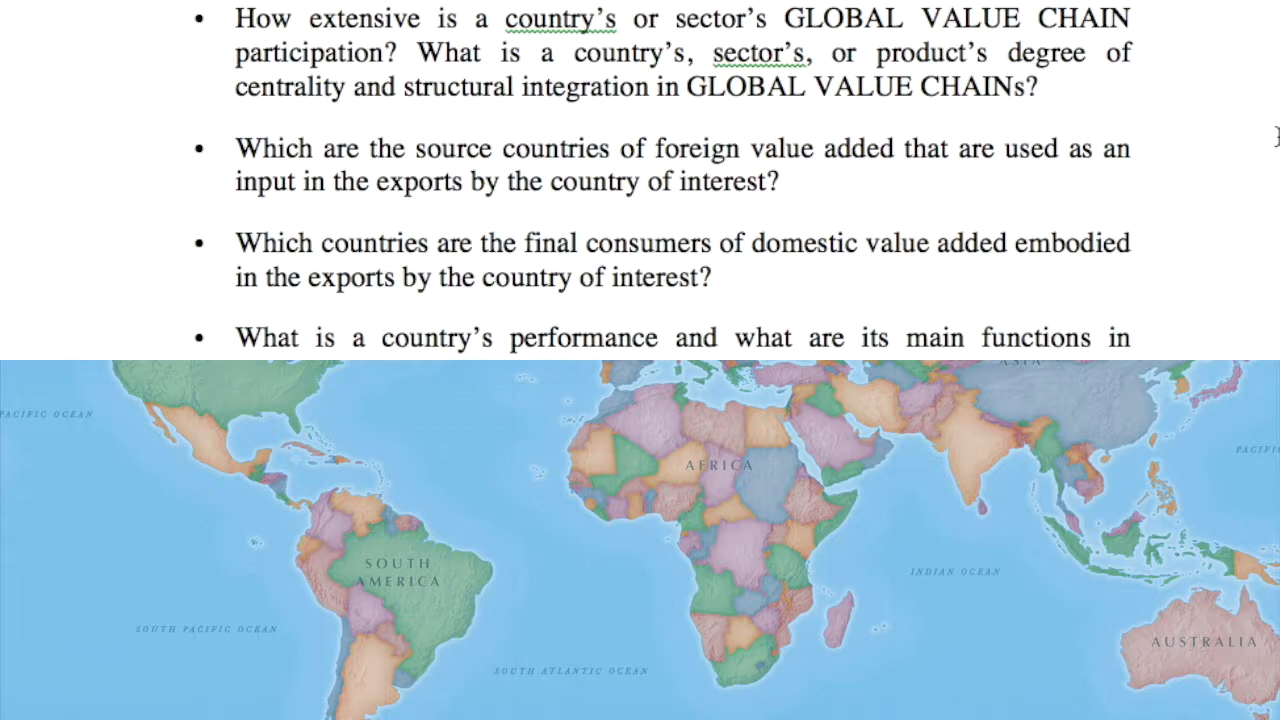 • How extensive is a country's or sector's GLOBAL VALUE CHAIN
participation? What is a country's, sector's, or product's degree of
centrality and structural integration in GLOBAL VALUE CHAINs?
• Which are the source countries of foreign value added that are used as an
input in the exports by the country of interest?
• Which countries are the final consumers of domestic value added embodied
in the exports by the country of interest?
• What is a country's performance and what are its main functions in
ASIA
PACIFIC OCEAN
PACIFI
AFRICA
SOUTH
AMERICA
INDIAN OCEAN
SOUTH PACIFIC OCEAN
AUSTRALIA
SOUTH ATLANTIC OCEAN